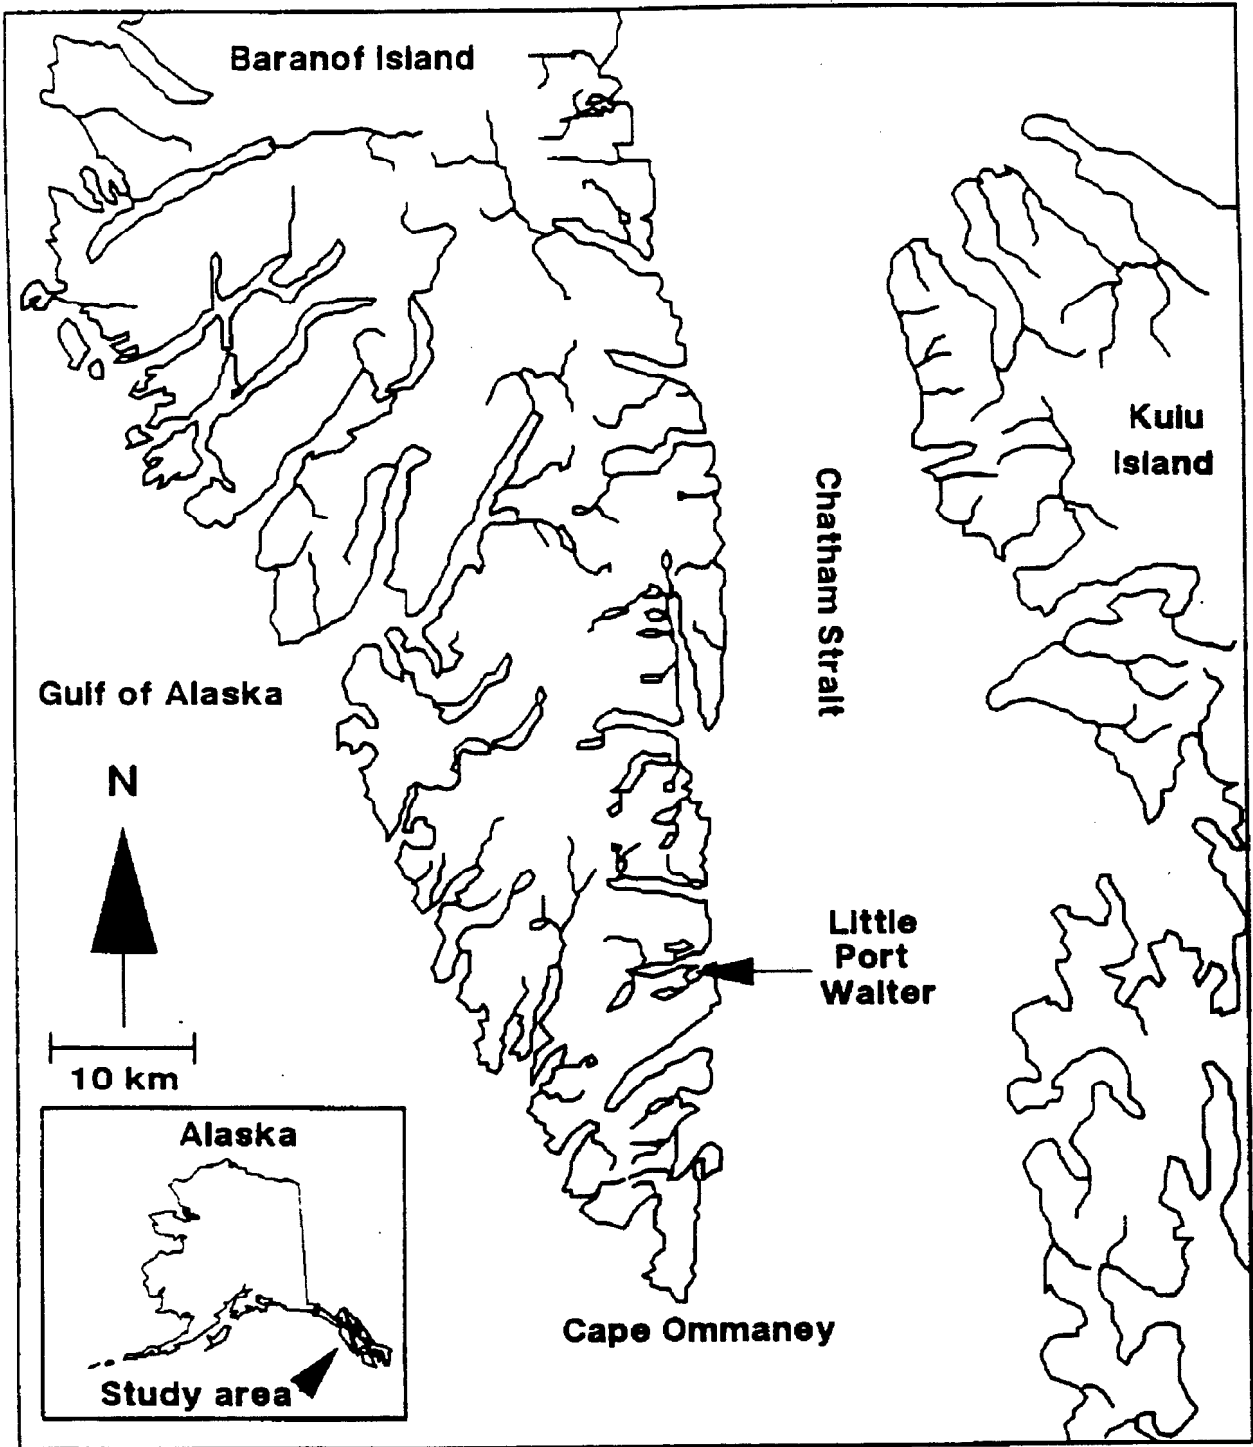 Baranof Island
Kuiu
Island
Chatham Strait
Gulf of Alaska
N
Little
Port
Walter
10 km
Alaska
Cape Ommaney
Study area